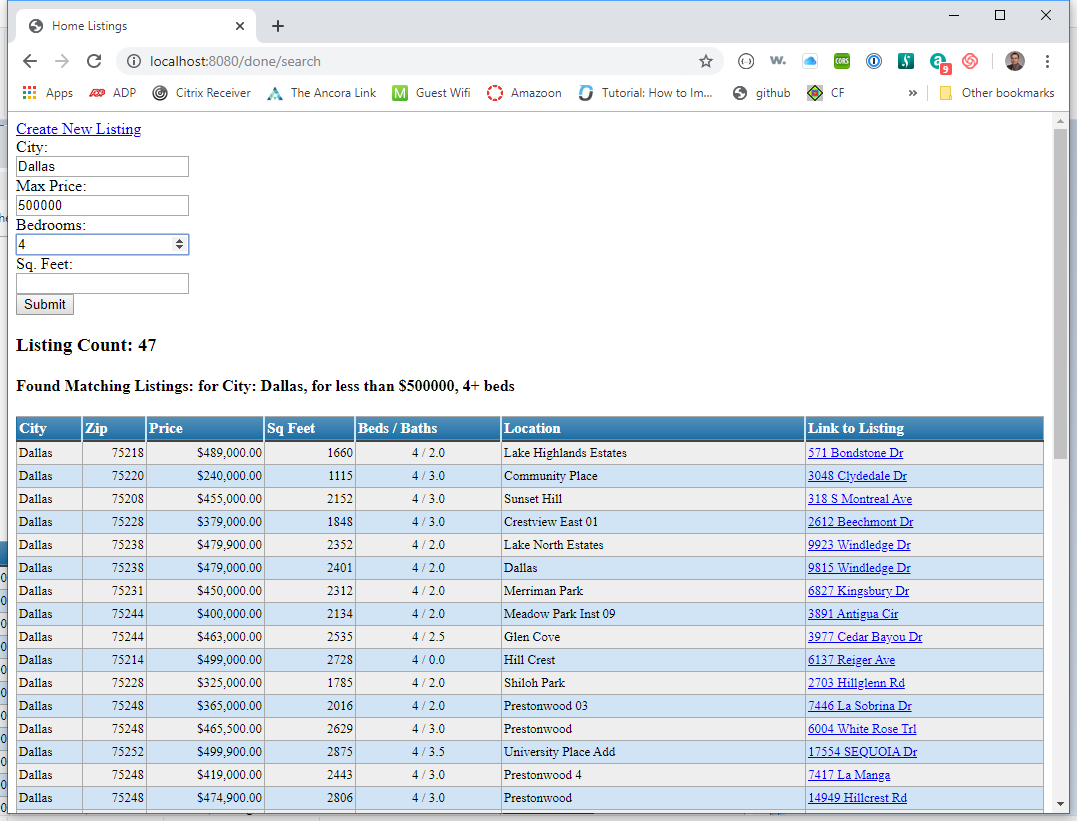 Home Listings
localhost:8080/done/search
W.
CORS
9
Apps ADP Citrix Receiver The Ancora Link M Guest Wifi Amazoon Tutorial: How to Im... github CF » Other bookmarks
Create New Listing
City:
Dallas
Max Price:
500000
Bedrooms:
4
Sq. Feet:
Submit
Listing Count: 47
Found Matching Listings: for City: Dallas, for less than $500000, 4+ beds
City Zip Price Sq Feet Beds / Baths Location Link to Listing
Dallas 75218 $489,000.00 1660 4 / 2.0 Lake Highlands Estates 571 Bondstone Dr
Dallas 75220 $240,000.00 1115 4 / 3.0 Community Place 3048 Clydedale Dr
Dallas 75208 $455,000.00 2152 4 / 3.0 Sunset Hill 318 S Montreal Ave
Dallas 75228 $379,000.00 1848 4 / 3.0 Crestview East 01 2612 Beechmont Dr
Dallas 75238 $479,900.00 2352 4 / 2.0 Lake North Estates 9923 Windledge Dr
Dallas 75238 $479,000.00 2401 4 / 2.0 Dallas 9815 Windledge Dr
Dallas 75231 $450,000.00 2312 4 / 2.0 Merriman Park 6827 Kingsbury Dr
Dallas 75244 $400,000.00 2134 4 / 2.0 Meadow Park Inst 09 3891 Antigua Cir
Dallas 75244 $463,000.00 2535 4 / 2.5 Glen Cove 3977 Cedar Bayou Dr
Dallas 75214 $499,000.00 2728 4 / 0.0 Hill Crest 6137 Reiger Ave
Dallas 75228 $325,000.00 1785 4 / 2.0 Shiloh Park 2703 Hillglenn Rd
Dallas 75248 $365,000.00 2016 4 / 2.0 Prestonwood 03 7446 La Sobrina Dr
Dallas 75248 $465,500.00 2629 4 / 3.0 Prestonwood 6004 White Rose Trl
Dallas 75252 $499,900.00 2875 4 / 3.5 University Place Add 17554 SEQUOIA Dr
Dallas 75248 $419,000.00 2443 4 / 3.0 Prestonwood 4 7417 La Manga
Dallas 75248 $474,900.00 2806 4 / 3.0 Prestonwood 14949 Hillcrest Rd